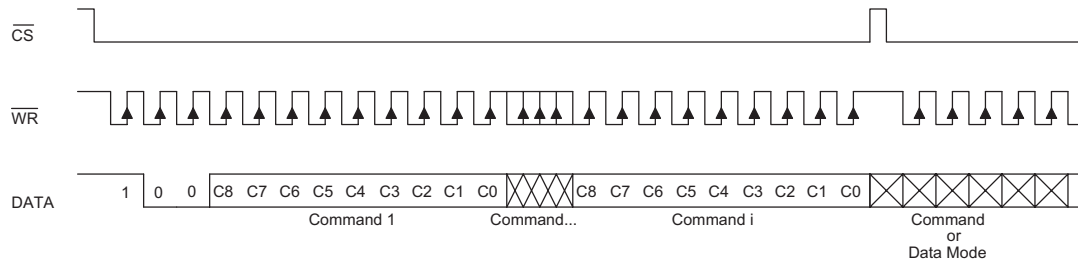 CS
WR
DATA
1 0 0 C8 C7 C6 C5 C4 C3 C2 C1 C0 C8 C7 C6 C5 C4 C3 C2 C1 C0
Command 1
Command...
Command i
Command
or
Data Mode